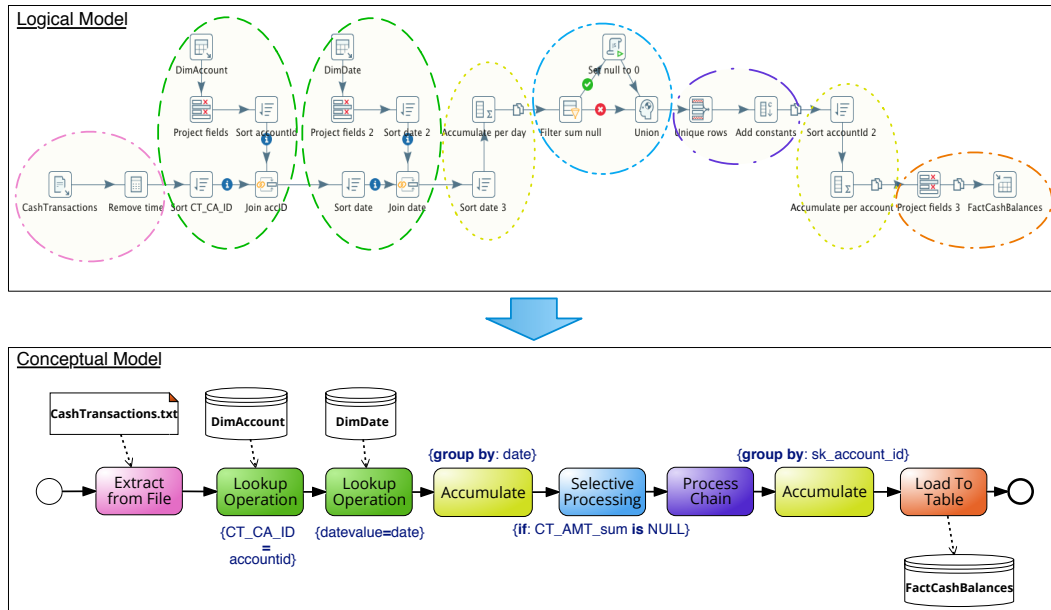 Logical Model
DimAccount
DimDate
Set null to 0
Project fields
Sort accountId
Project fields 2
Sort date 2
Accumulate per day
Filter sum null
Union
Unique rows
Add constants
Sort accountId 2
CashTransactions
Remove time
Sort CT_CA_ID
Join accID
Sort date
Join date
Sort date 3
Accumulate per account
Project fields 3
FactCashBalances
Conceptual Model
CashTransactions.txt
DimAccount
DimDate
{group by: date}
{group by: sk_account_id}
Extract
from File
Lookup
Operation
Lookup
Operation
Accumulate
Selective
Processing
Process
Chain
Accumulate
Load To
Table
{CT_CA_ID
=
accountid}
{datevalue=date}
{if: CT_AMT_sum is NULL}
FactCashBalances